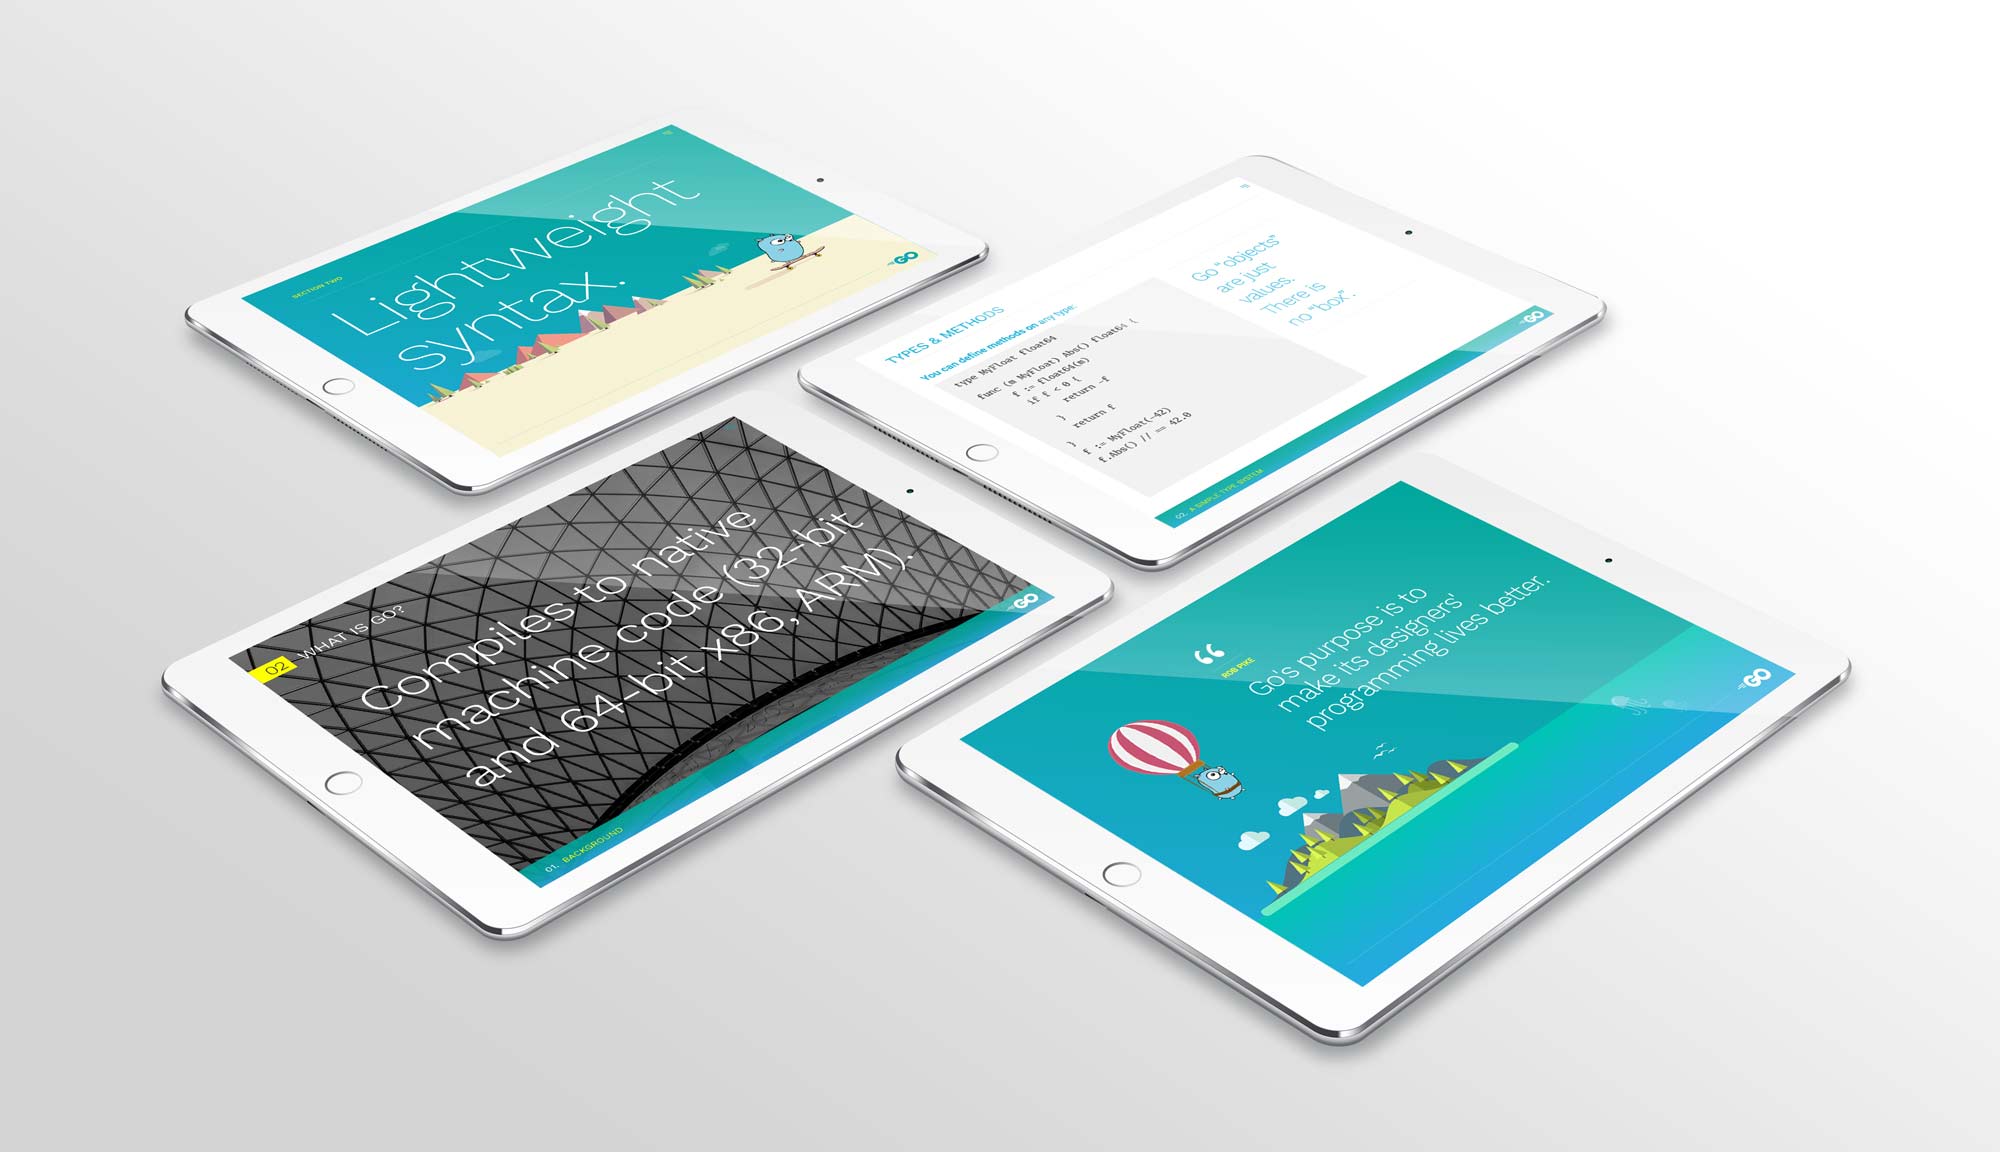 SECTION TWO
Lightweight
syntax.
GO
TYPES & METHODS
You can define methods on any type:
type MyFloat float64
func (m MyFloat) Abs() float64 {
f := float64(m)
if f < 0 {
return -f
}
return f
}
f := MyFloat(-42)
f.Abs() // == 42.0
Go “objects”
are just
values.
There is
no “box”.
02. A SIMPLE TYPE SYSTEM
GO
02 WHAT IS GO?
Compiles to native
machine code (32-bit
and 64-bit x86, ARM).
01. BACKGROUND
GO
“
ROB PIKE
Go's purpose is to
make its designers'
programming lives better.
GO